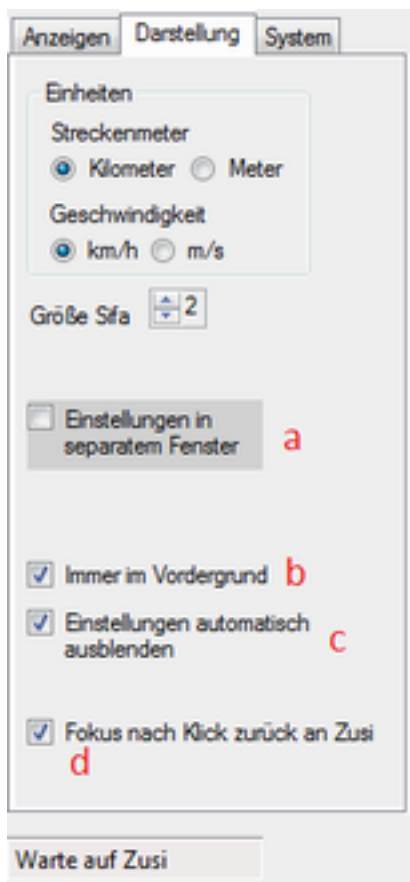 Anzeigen Darstellung System
Einheiten
Streckenmeter
Kilometer Meter
Geschwindigkeit
km/h m/s
Größe Sifa 2
Einstellungen in
separatem Fenster a
Immer im Vordergrund b
Einstellungen automatisch
ausblenden c
Fokus nach Klick zurück an Zusi
d
Warte auf Zusi